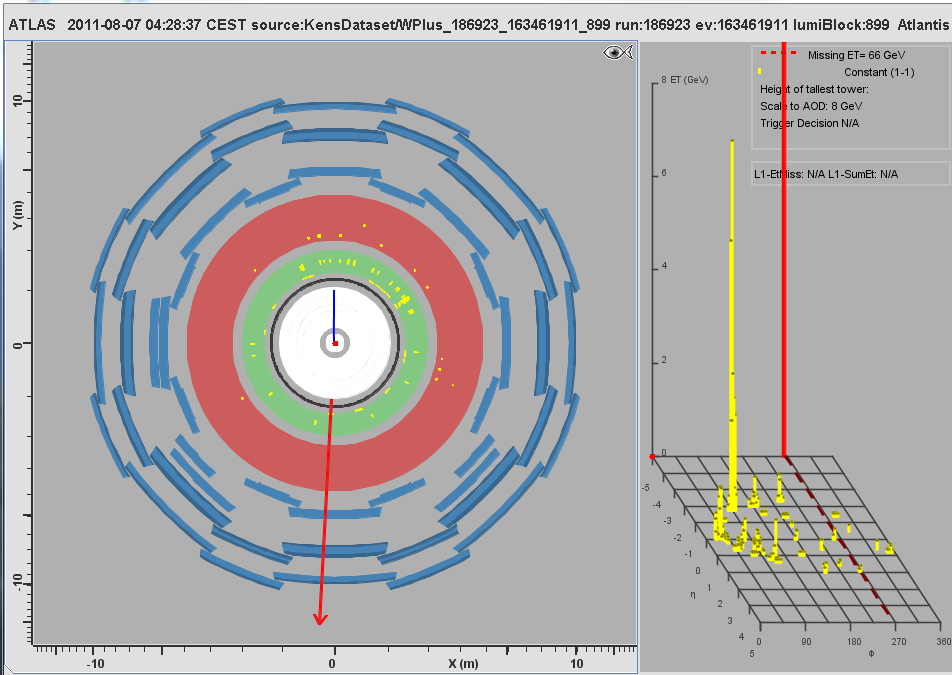 ATLAS 2011-08-07 04:28:37 CEST source:KensDataset/WPlus_186923_163461911_899 run:186923 ev:163461911 lumiBlock:899 Atlantis
10
Y (m)
0
-10
-10
0
X (m)
10
8 ET (GeV)
6
4
2
0
Missing ET= 66 GeV
Constant (1-1)
Height of tallest tower:
Scale to AOD: 8 GeV
Trigger Decision N/A
L1-EtMiss: N/A L1-SumEt: N/A
-5
-4
-3
-2
-1
0
η
1
2
3
4
5
0
90
180
270
360
Φ